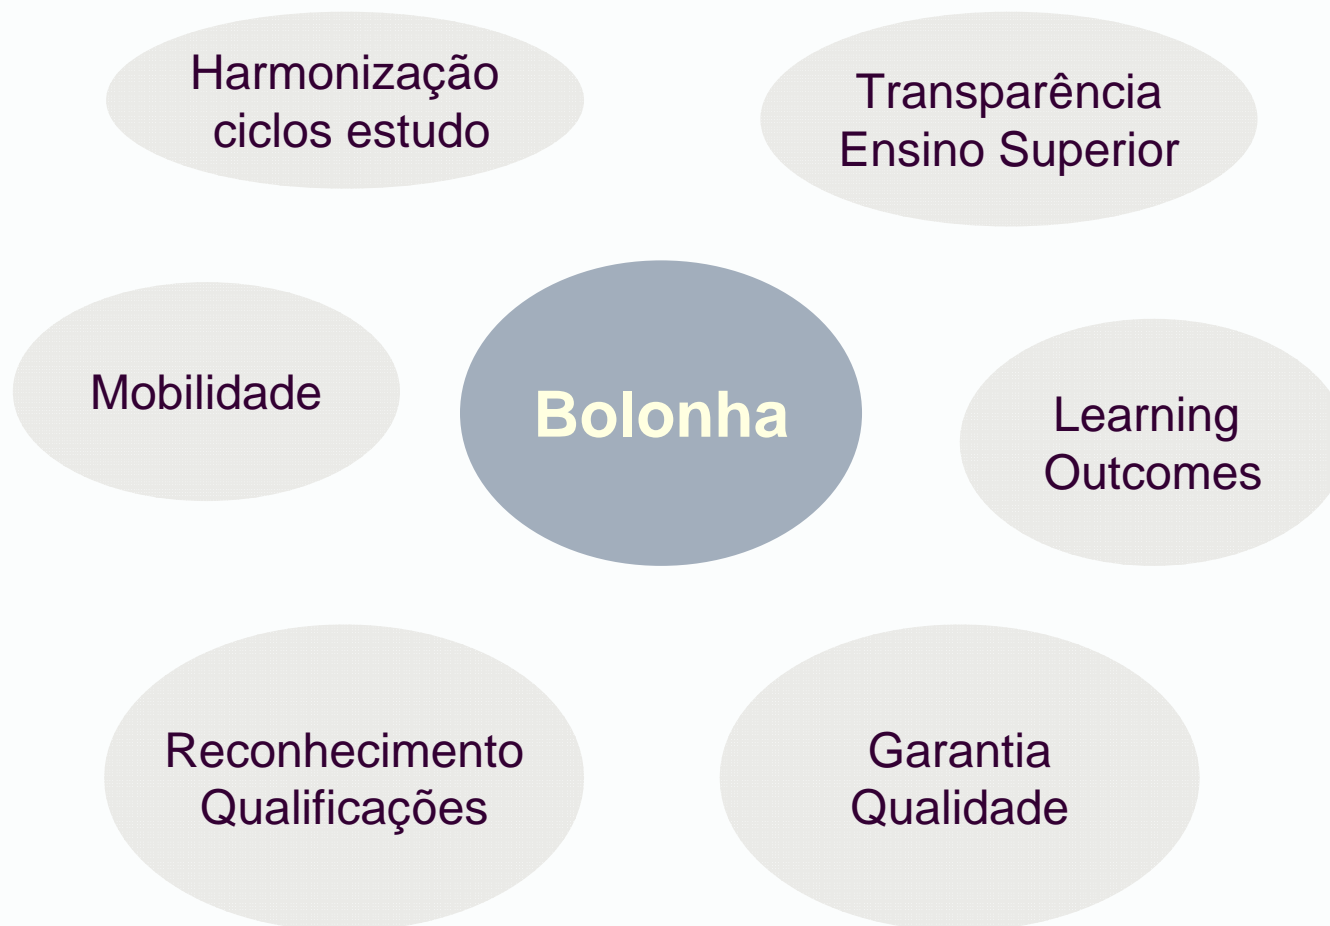 Harmonização
ciclos estudo
Transparência
Ensino Superior
Mobilidade
Bolonha
Learning
Outcomes
Reconhecimento
Qualificações
Garantia
Qualidade